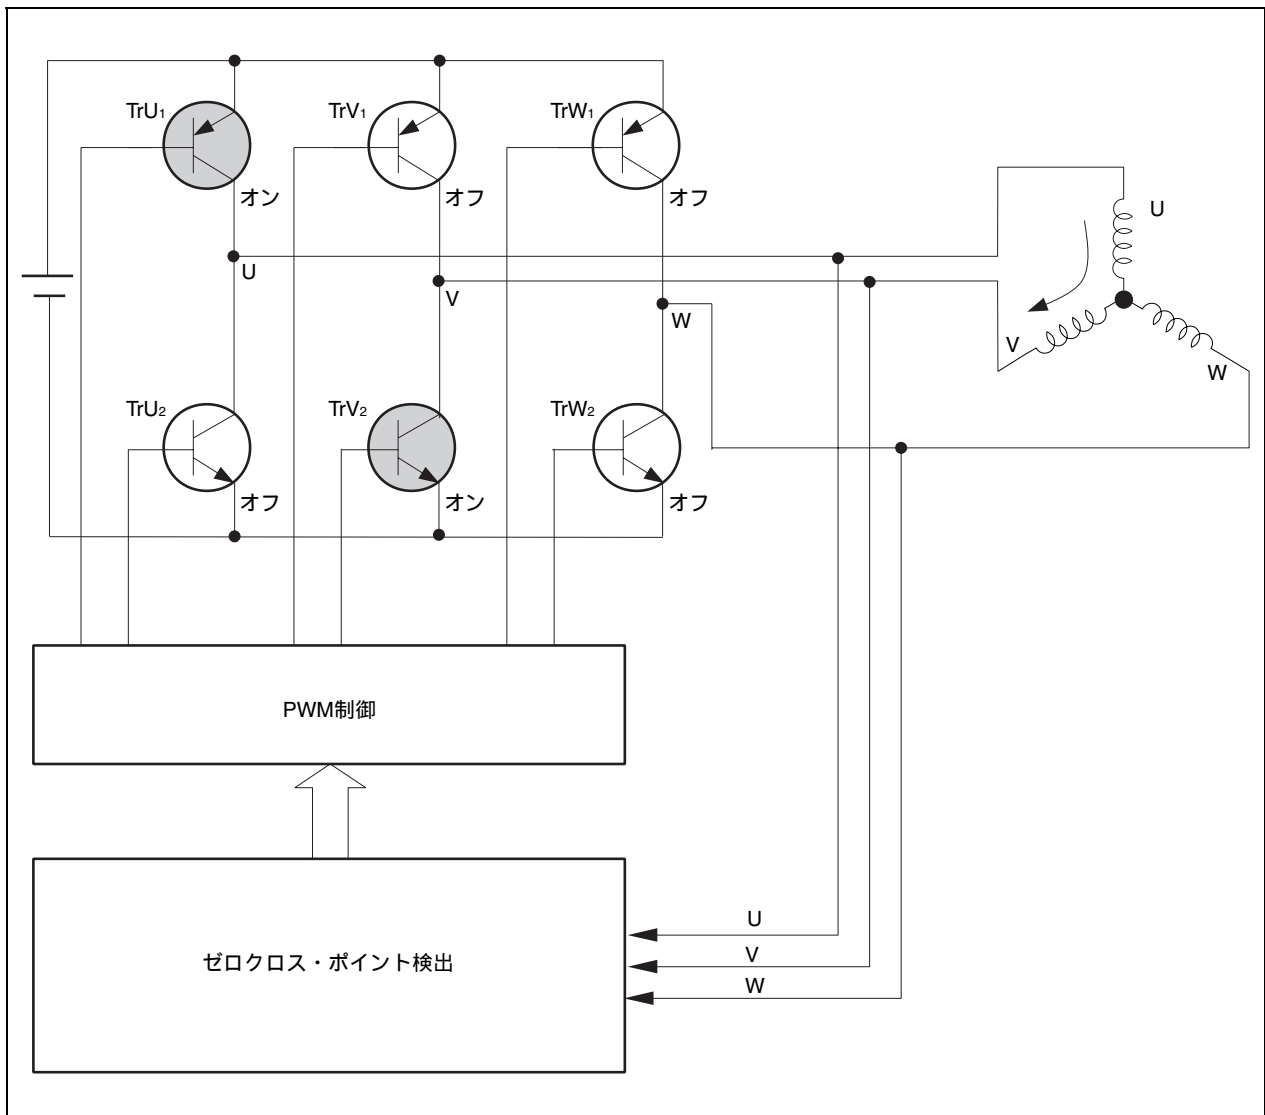 TrU1
TrV1
TrW1
オン
オフ
オフ
U
U
V
W
V
W
TrU2
TrV2
TrW2
オフ
オン
オフ
PWM制御
ゼロクロス・ポイント検出
U
V
W